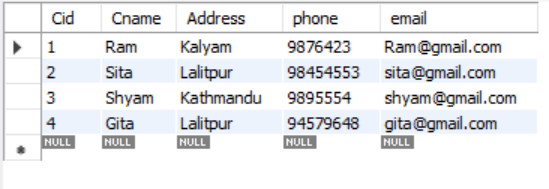 Cid Cname Address phone email
1 Ram Kalyam 9876423 Ram@gmail.com
2 Sita Lalitpur 98454553 sita@gmail.com
3 Shyam Kathmandu 9895554 shyam@gmail.com
4 Gita Lalitpur 94579648 gita@gmail.com
NULL NULL NULL NULL NULL